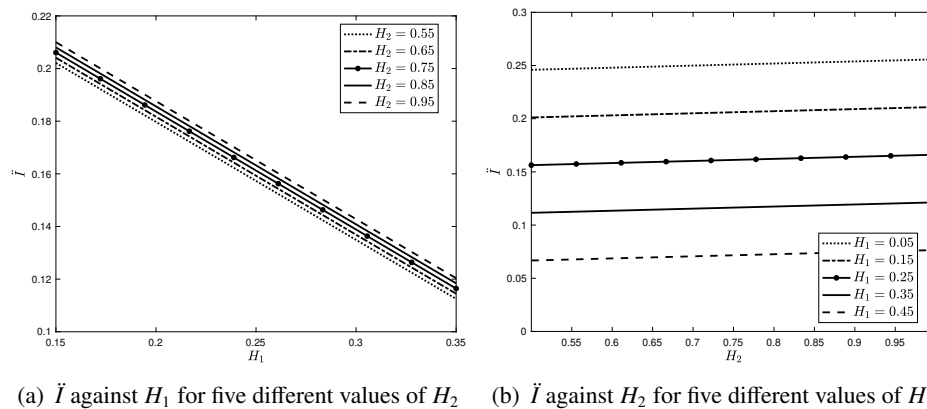 0.22
0.2
0.18
0.16
0.14
0.12
0.1
Ï
0.15 0.2 0.25 0.3 0.35
H₁
H₂ = 0.55
H₂ = 0.65
H₂ = 0.75
H₂ = 0.85
H₂ = 0.95
(a) Ï against H₁ for five different values of H₂
0.3
0.25
0.2
0.15
0.1
0.05
0
Ï
0.55 0.6 0.65 0.7 0.75 0.8 0.85 0.9 0.95
H₂
H₁ = 0.05
H₁ = 0.15
H₁ = 0.25
H₁ = 0.35
H₁ = 0.45
(b) Ï against H₂ for five different values of H